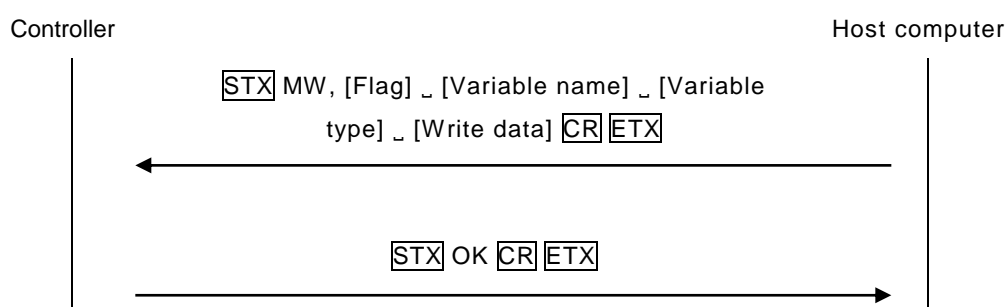 Controller Host computer
STX MW, [Flag] ␣ [Variable name] ␣ [Variable
type] ␣ [Write data] CR ETX
STX OK CR ETX